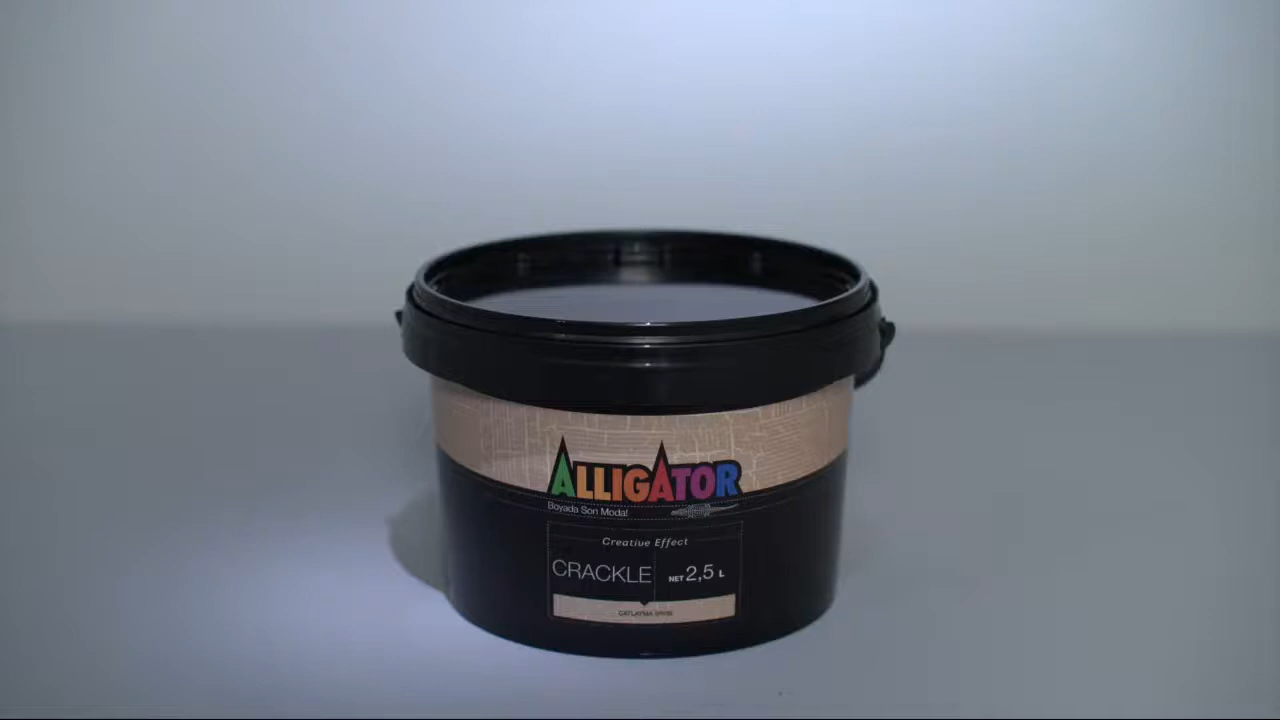 ALLIGATOR
Boyada Son Moda!
Creative Effect
CRACKLE
NET 2,5 L